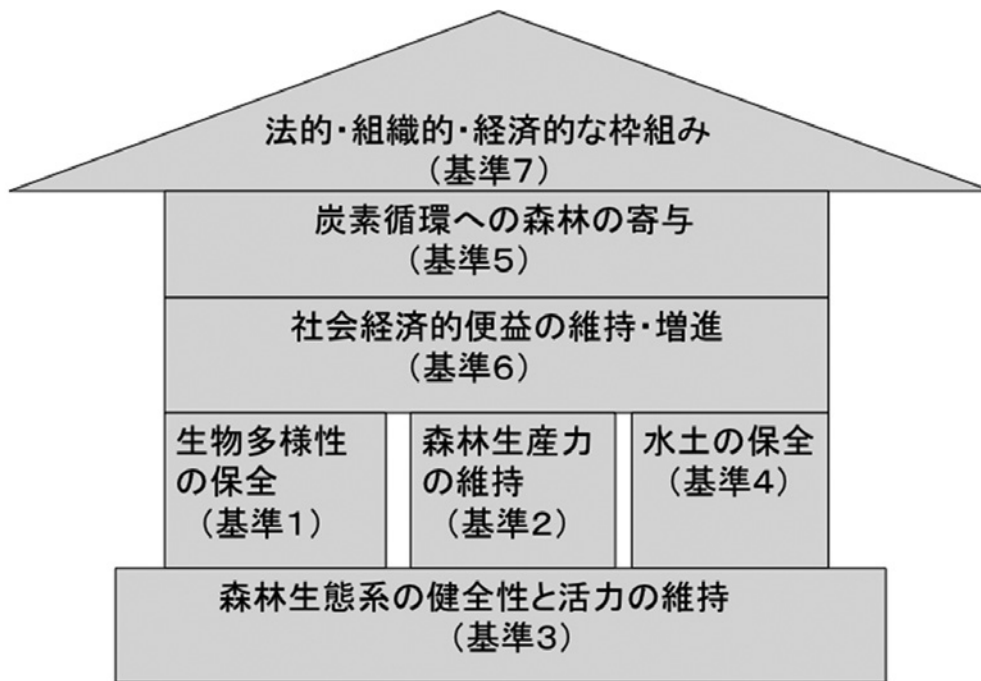 法的・組織的・経済的な枠組み
（基準７）
炭素循環への森林の寄与
（基準５）
社会経済的便益の維持・増進
（基準６）
生物多様性
の保全
（基準１）
森林生産力
の維持
（基準２）
水土の保全
（基準４）
森林生態系の健全性と活力の維持
（基準３）